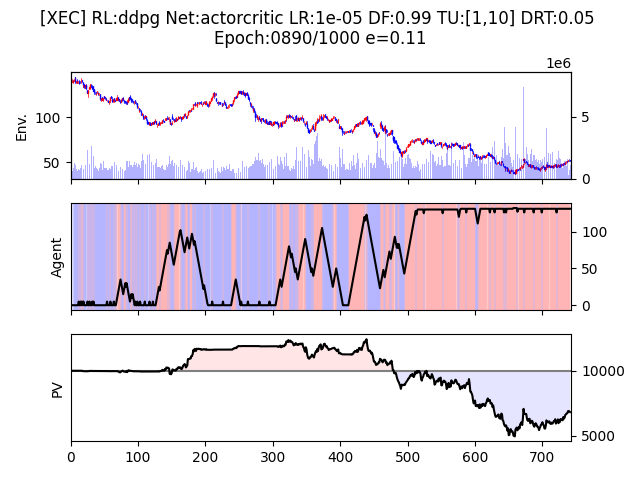 [XEC] RL:ddpg Net:actorcritic LR:1e-05 DF:0.99 TU:[1,10] DRT:0.05
Epoch:0890/1000 e=0.11
1e6
Env.
100
50
5
0
Agent
100
50
0
PV
10000
5000
0 100 200 300 400 500 600 700